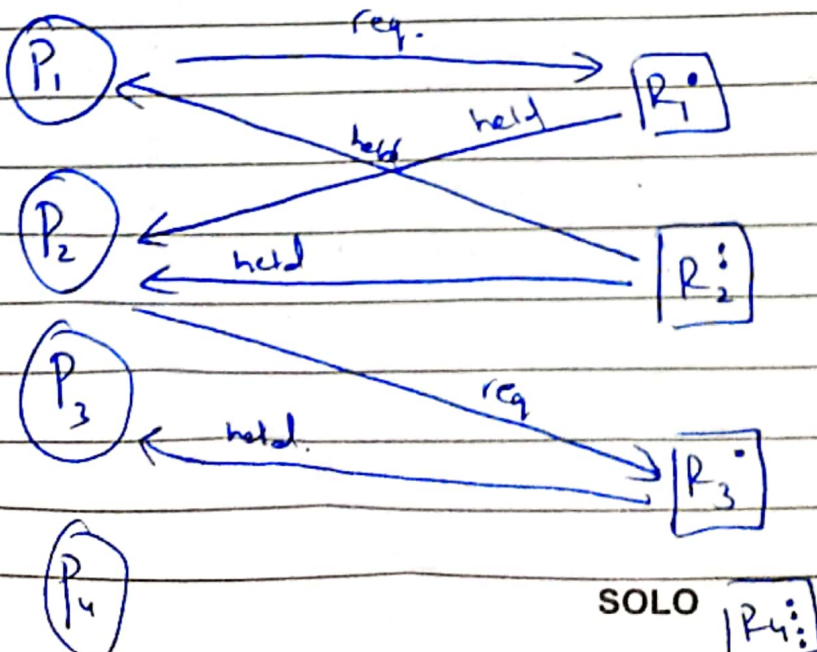 req.
P1
R1
held
held
P2
held
R2
P3
req
held.
R3
P4
SOLO
R4